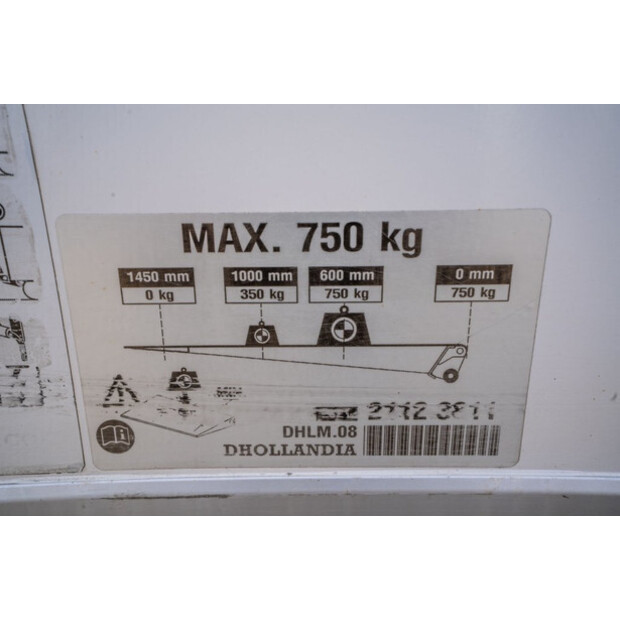 MAX. 750 kg
1450 mm 1000 mm 600 mm 0 mm
0 kg 350 kg 750 kg 750 kg
DHLM.08
DHOLLANDIA